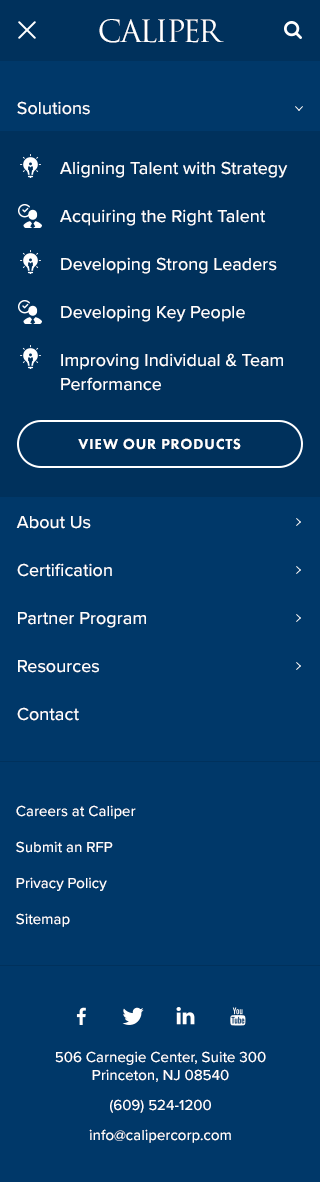 CALIPER
Solutions
Aligning Talent with Strategy
Acquiring the Right Talent
Developing Strong Leaders
Developing Key People
Improving Individual & Team
Performance
VIEW OUR PRODUCTS
About Us
Certification
Partner Program
Resources
Contact
Careers at Caliper
Submit an RFP
Privacy Policy
Sitemap
You
Tube
506 Carnegie Center, Suite 300
Princeton, NJ 08540
(609) 524-1200
info@calipercorp.com